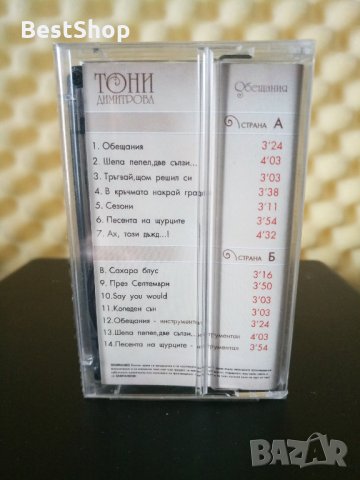 BestShop
ТОНИ
ДИМИТРОВА
Обещания
СТРАНА А
1. Обещания 3'24
2. Шепа пепел,две сълзи... 4'03
3. Тръгвай,щом решил си 3'03
4. В кръчмата накрай град 3'38
5. Сезони 3'11
6. Песента на щурците 3'54
7. Ах, този дъжд...! 4'32
СТРАНА Б
8. Сахара блус 3'16
9. През Септември 3'50
10. Say you would 3'03
11. Коледен сън 3'03
12. Обещания - инструментал 3'24
13. Шепа пепел,две сълзи... инструментал 4'03
14. Песента на щурците - инструментал 3'54
BAZAR
.bg